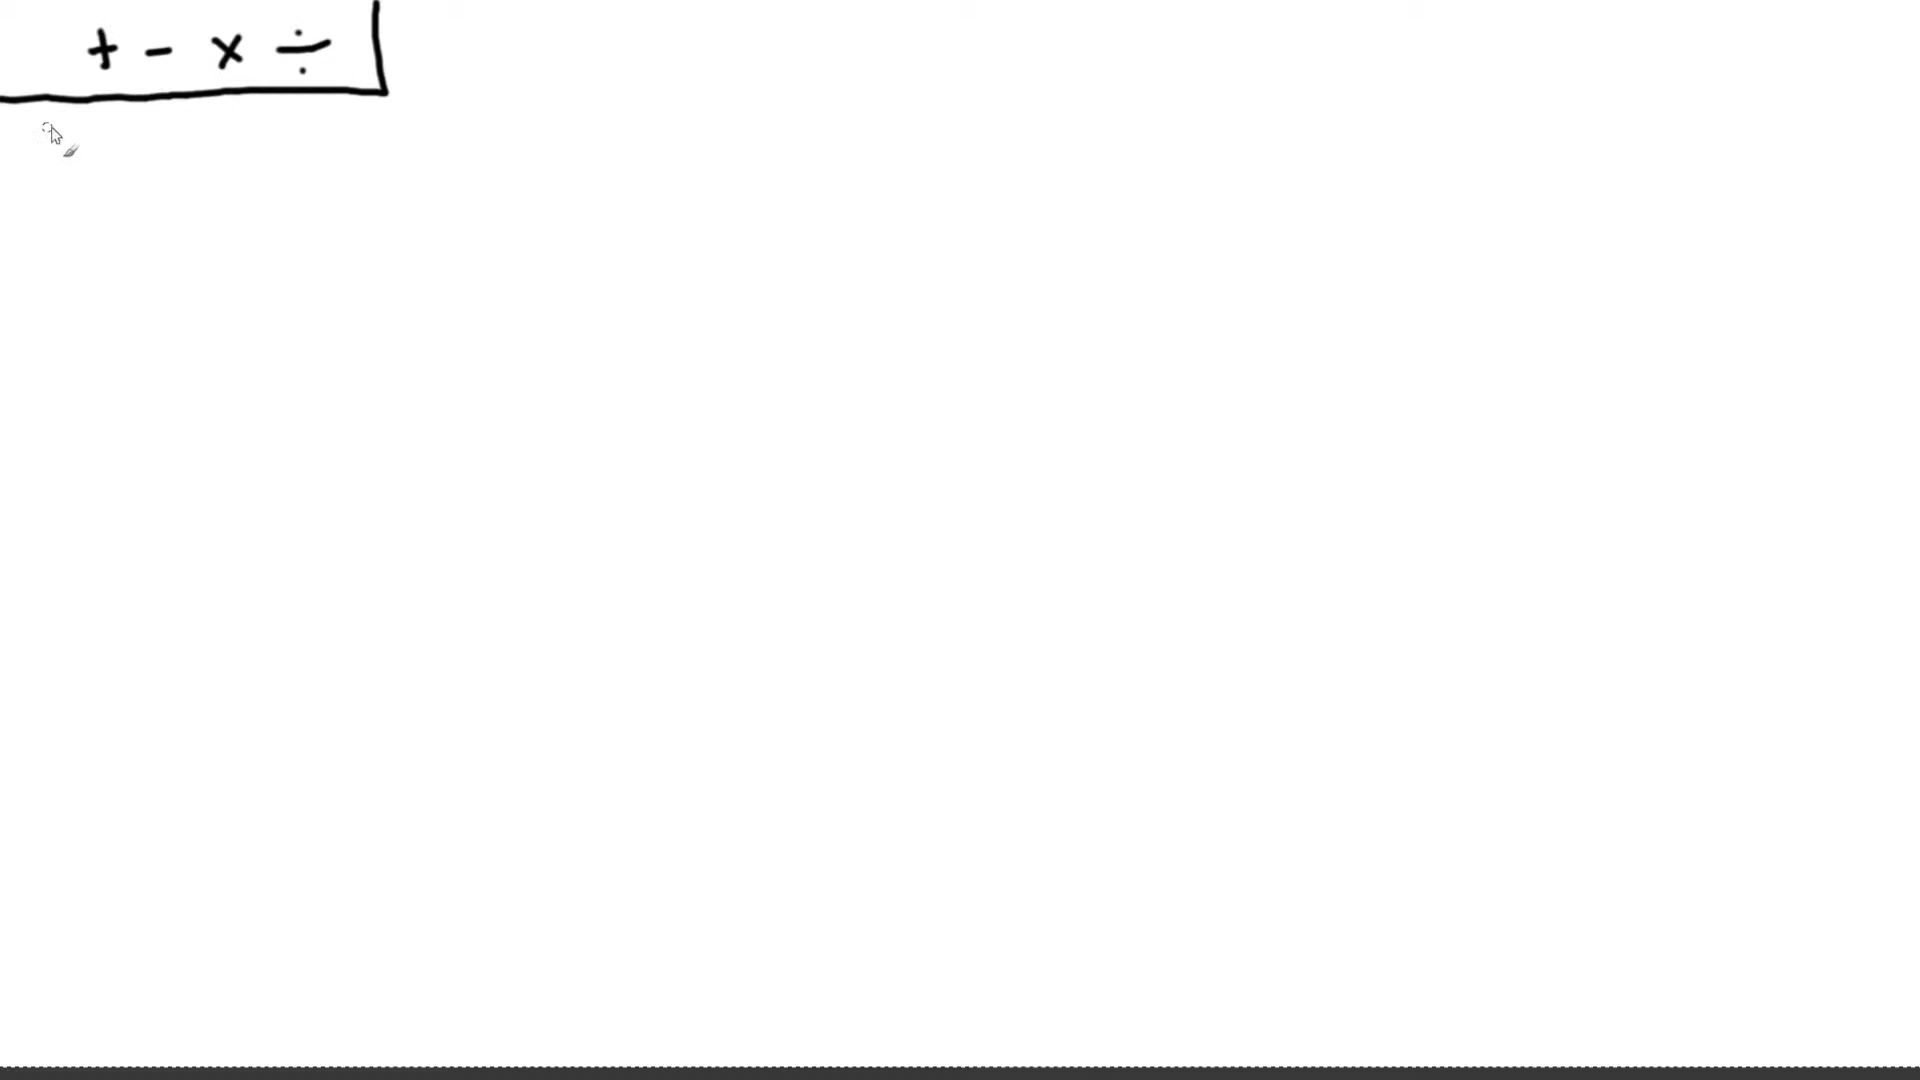 + - × ÷